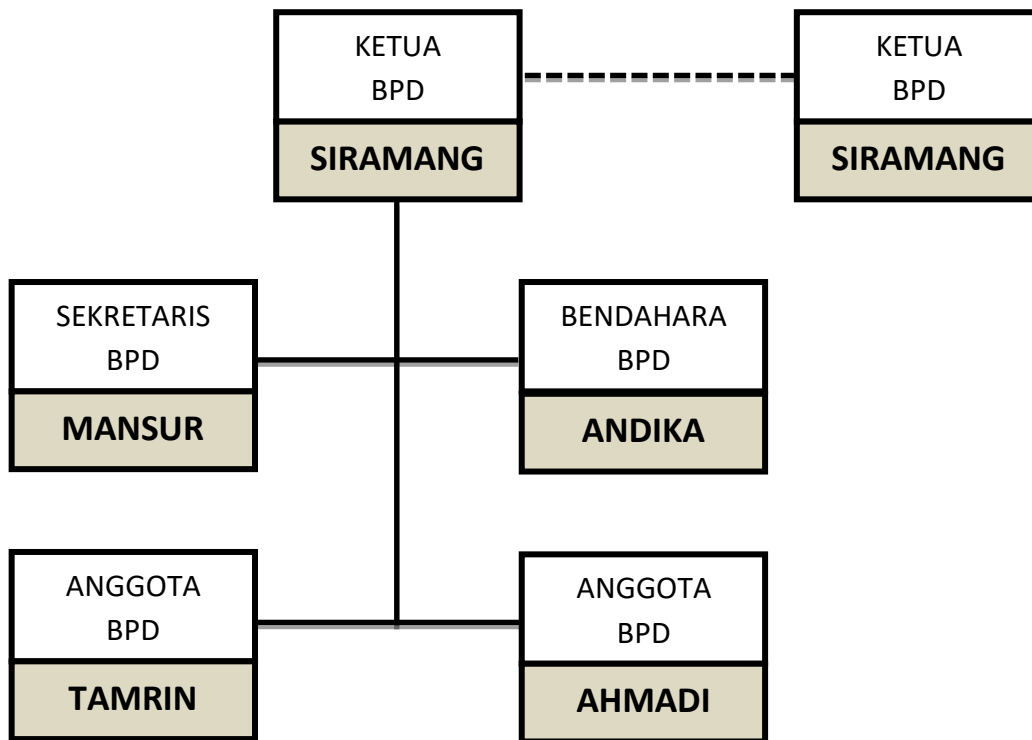 KETUA
BPD
SIRAMANG
KETUA
BPD
SIRAMANG
SEKRETARIS
BPD
MANSUR
BENDAHARA
BPD
ANDIKA
ANGGOTA
BPD
TAMRIN
ANGGOTA
BPD
AHMADI